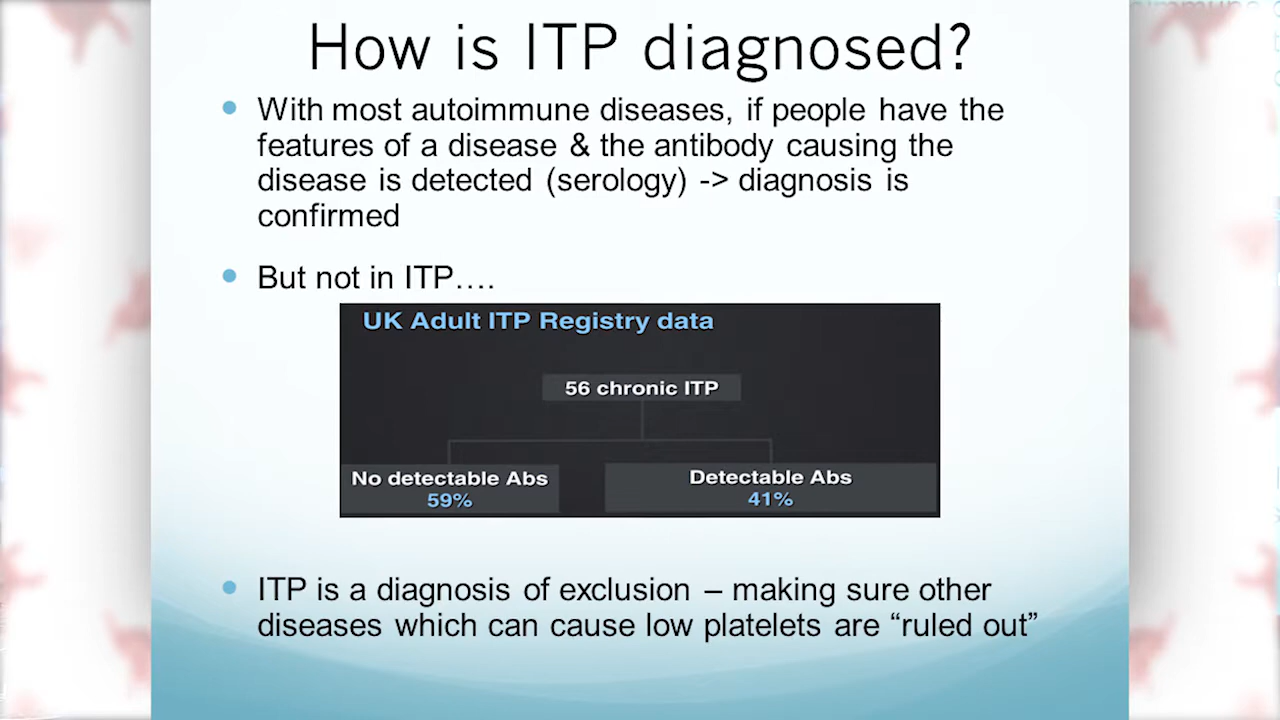 How is ITP diagnosed?
With most autoimmune diseases, if people have the
features of a disease & the antibody causing the
disease is detected (serology) -> diagnosis is
confirmed
But not in ITP….
UK Adult ITP Registry data
56 chronic ITP
No detectable Abs
59%
Detectable Abs
41%
ITP is a diagnosis of exclusion – making sure other
diseases which can cause low platelets are “ruled out”